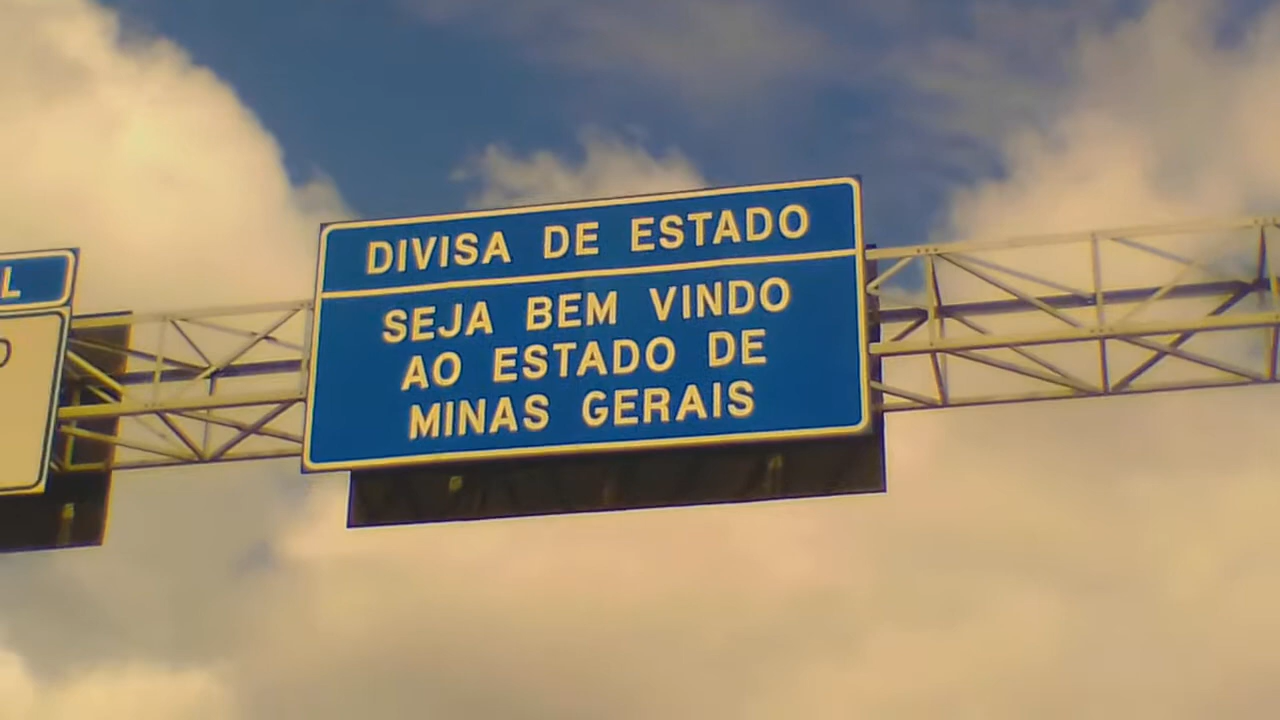 DIVISA DE ESTADO
SEJA BEM VINDO
AO ESTADO DE
MINAS GERAIS